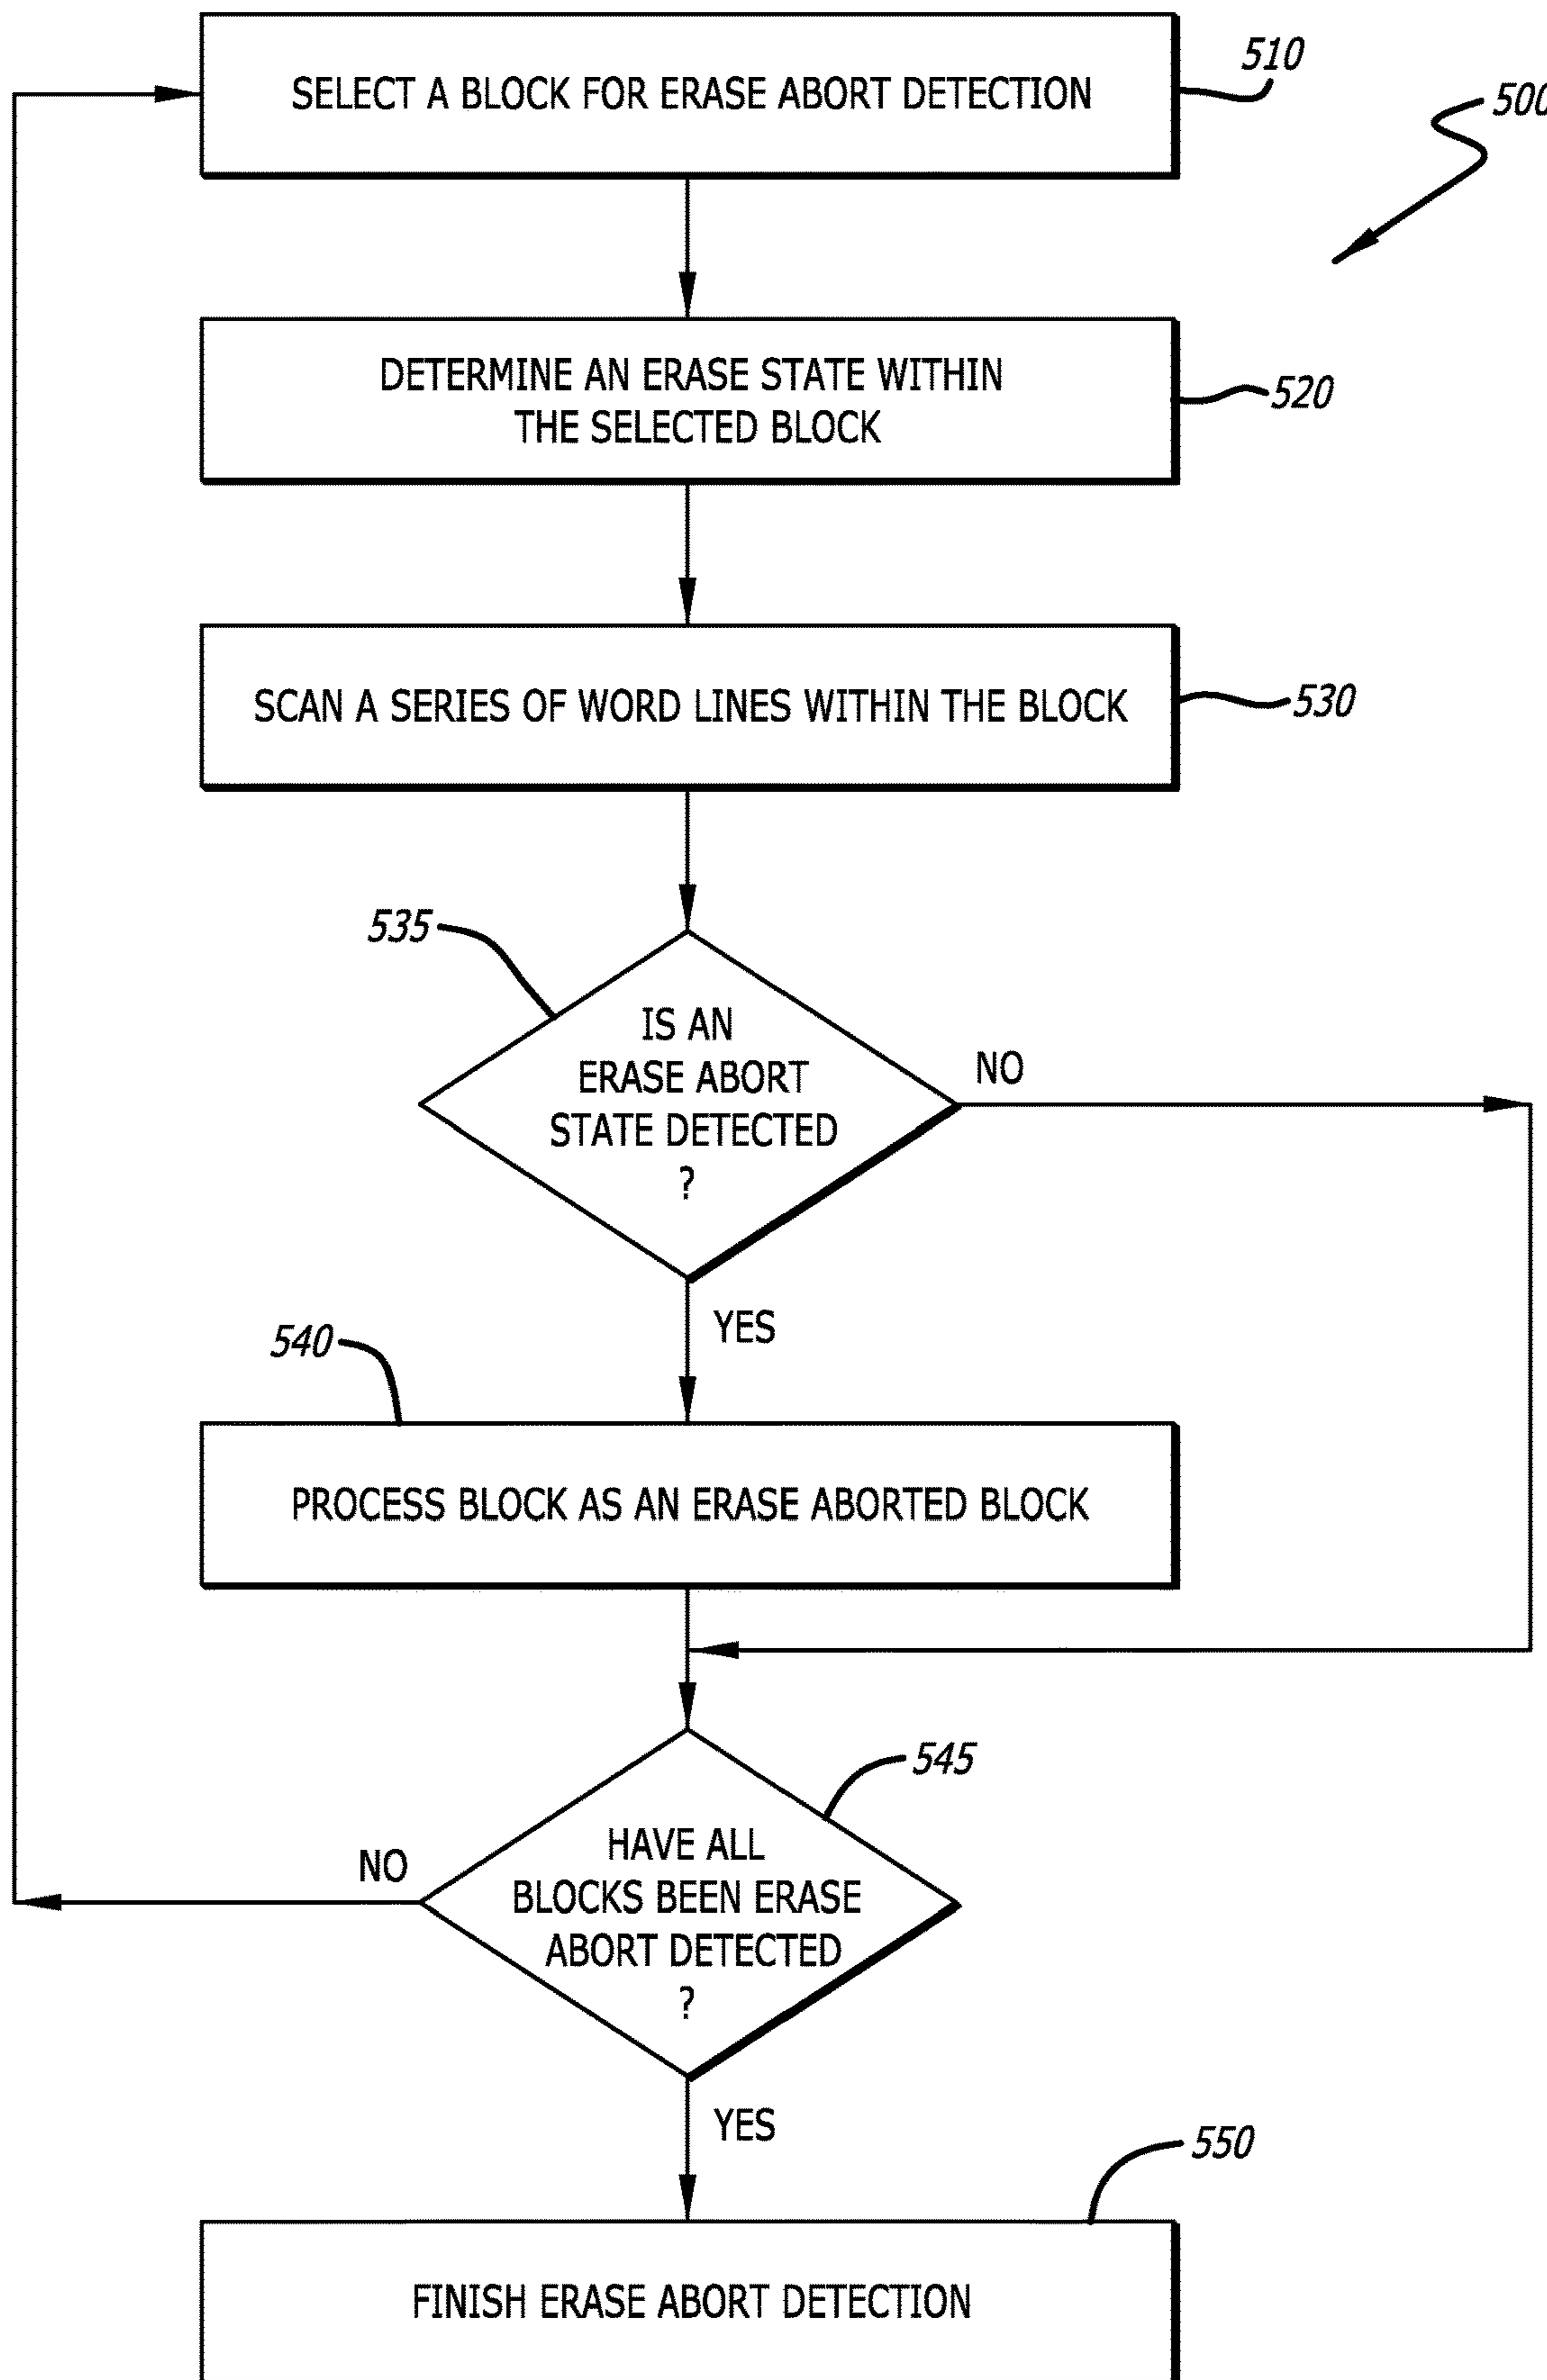 SELECT A BLOCK FOR ERASE ABORT DETECTION
510
500
DETERMINE AN ERASE STATE WITHIN
THE SELECTED BLOCK
520
SCAN A SERIES OF WORD LINES WITHIN THE BLOCK
530
535
IS AN
ERASE ABORT
STATE DETECTED
?
NO
YES
540
PROCESS BLOCK AS AN ERASE ABORTED BLOCK
545
HAVE ALL
BLOCKS BEEN ERASE
ABORT DETECTED
?
NO
YES
550
FINISH ERASE ABORT DETECTION